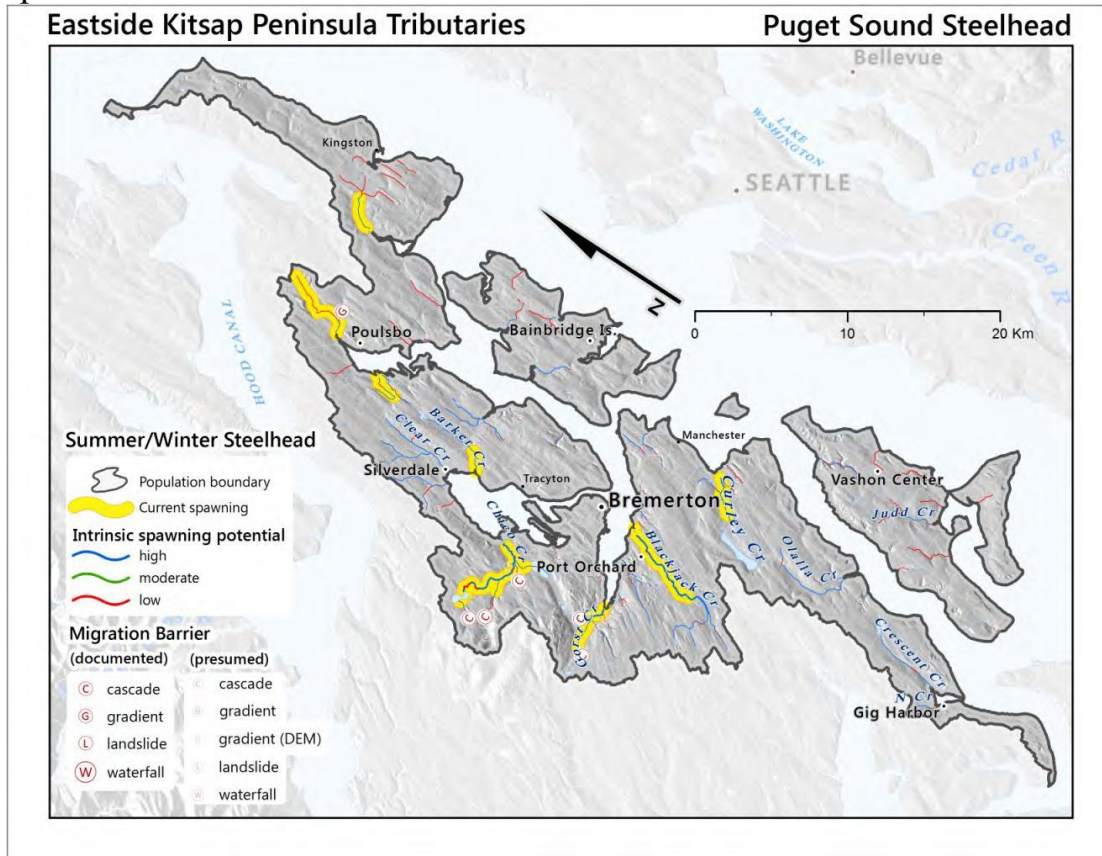 Eastside Kitsap Peninsula Tributaries
Puget Sound Steelhead
Bellevue
LAKE
WASHINGTON
Cedar R
SEATTLE
Green R
Kingston
HOOD CANAL
G
Poulsbo
Bainbridge Is.
N
0 10 20 Km
Barker Cr
Clear Cr
Silverdale
Tracyton
Manchester
Bremerton
Vashon Center
Judd Cr
Curley Cr
Chico Cr
Port Orchard
Blackjack Cr
Olalla Cr
C
C
C
C
Gorst Cr
Crescent Cr
N Cr
Gig Harbor
Summer/Winter Steelhead
Population boundary
Current spawning
Intrinsic spawning potential
high
moderate
low
Migration Barrier
(documented) (presumed)
C cascade
G gradient
L landslide
W waterfall
cascade
gradient
gradient (DEM)
landslide
waterfall